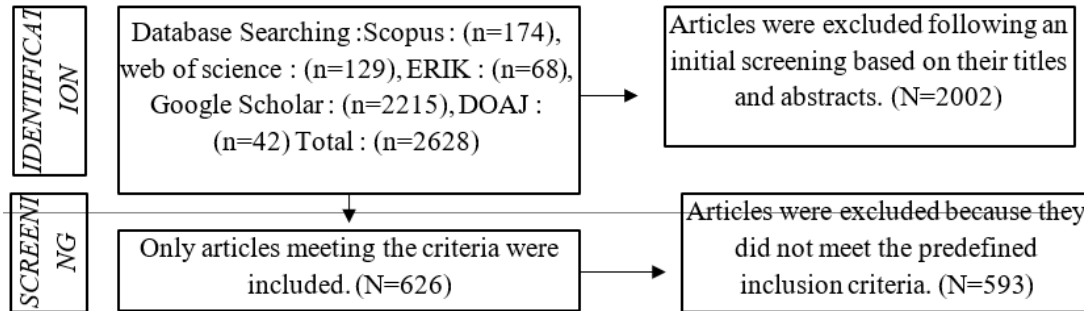 IDENTIFICAT
ION
Database Searching :Scopus : (n=174),
web of science : (n=129), ERIK : (n=68),
Google Scholar : (n=2215), DOAJ :
(n=42) Total : (n=2628)
Articles were excluded following an
initial screening based on their titles
and abstracts. (N=2002)
SCREENI
NG
Only articles meeting the criteria were
included. (N=626)
Articles were excluded because they
did not meet the predefined
inclusion criteria. (N=593)